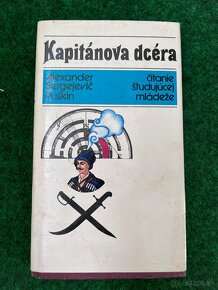 Kapitánova dcéra
Alexander
Sergejevič
Puškin
čítanie
študujúcej
mládeže